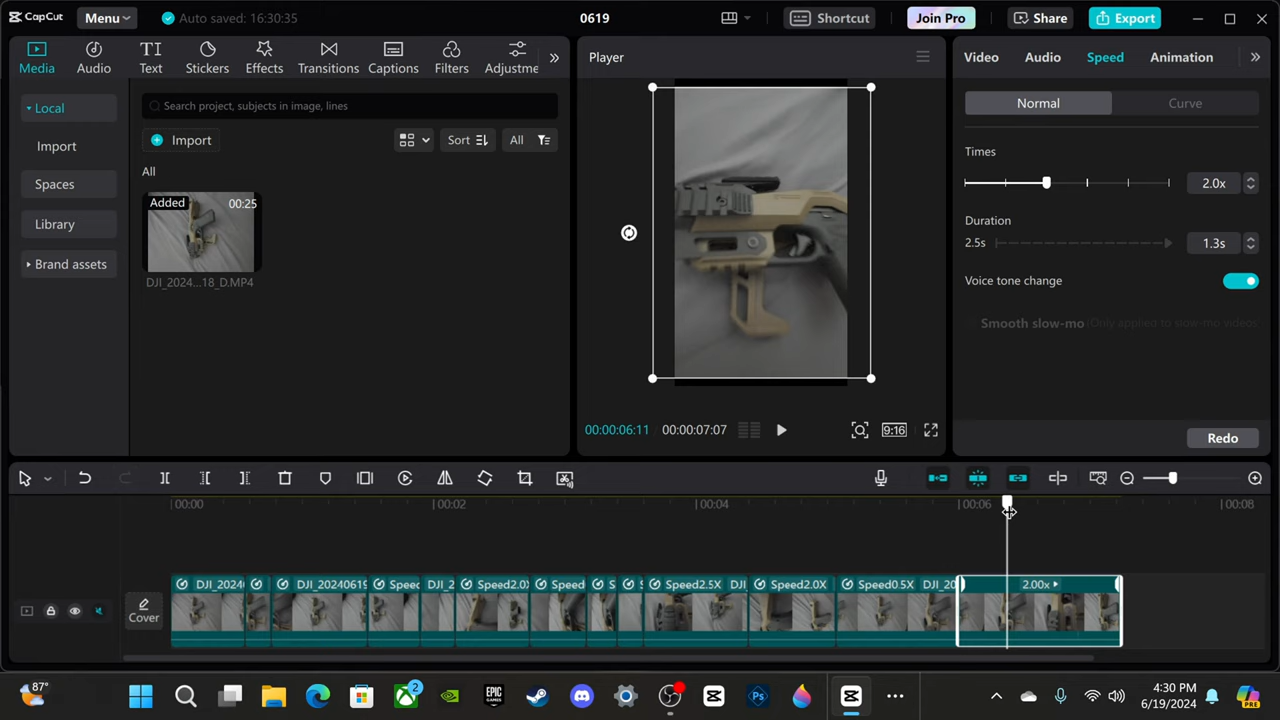 CapCut
Menu
Auto saved: 16:30:35
0619
Shortcut
Join Pro
Share
Export
Media
Audio
Text
Stickers
Effects
Transitions
Captions
Filters
Adjustme
Local
Import
Spaces
Library
Brand assets
Search project, subjects in image, lines
Import
Sort
All
All
Added
00:25
DJI_2024...18_D.MP4
Player
00:00:06:11
00:00:07:07
9:16
Video
Audio
Speed
Animation
Normal
Curve
Times
2.0x
Duration
2.5s
1.3s
Voice tone change
Smooth slow-mo (Only applied to slow-mo videos
Redo
00:00
00:02
00:04
00:06
00:08
Cover
DJI_2024
DJI_20240619
Speed
DJI_2
Speed2.0X
Speed
S
S
Speed2.5X DJI_
Speed2.0X
Speed0.5X DJI_20
2.00x
87°
2
4:30 PM
6/19/2024
PRE